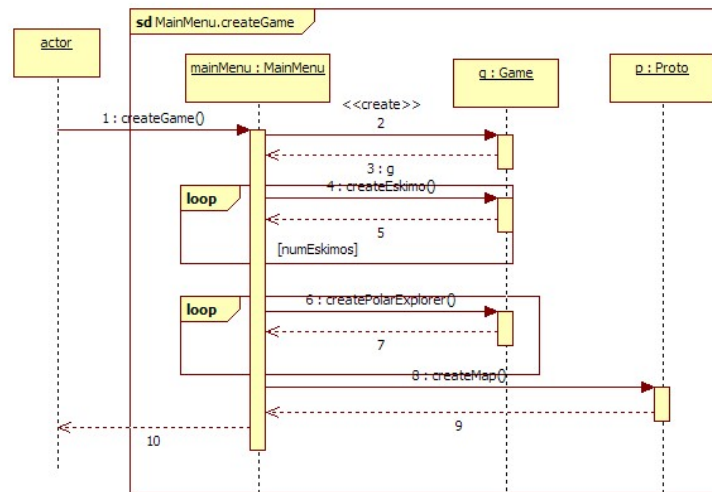 sd MainMenu.createGame
actor
mainMenu : MainMenu
g : Game
p : Proto
<<create>>
1 : createGame()
2
3 : g
loop
4 : createEskimo()
5
[numEskimos]
loop
6 : createPolarExplorer()
7
8 : createMap()
9
10